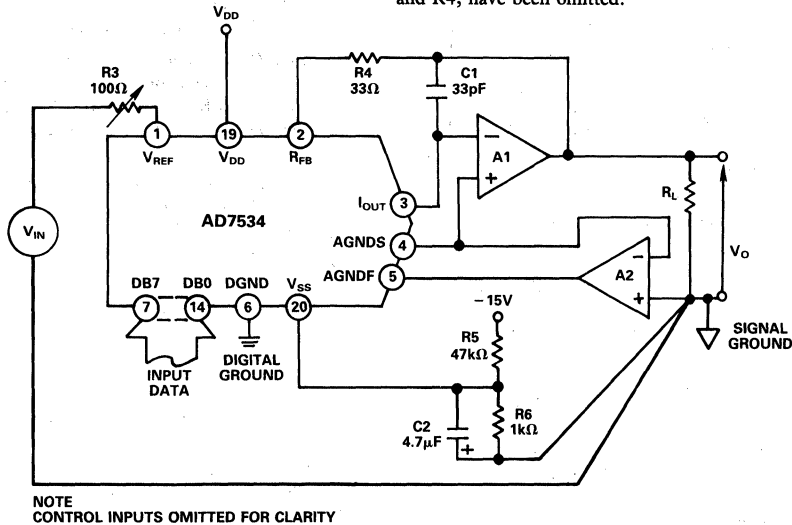 and R4, have been omitted.
VDD
R3
100Ω
R4
33Ω
C1
33pF
1
19
2
VREF
VDD
RFB
A1
−
+
IOUT
3
RL
AD7534
VIN
AGNDS
4
A2
−
+
VO
AGNDF
5
DB7
DB0
DGND
VSS
7
14
6
20
−15V
SIGNAL
GROUND
R5
47kΩ
INPUT
DATA
DIGITAL
GROUND
C2
4.7µF
+
R6
1kΩ
NOTE
CONTROL INPUTS OMITTED FOR CLARITY